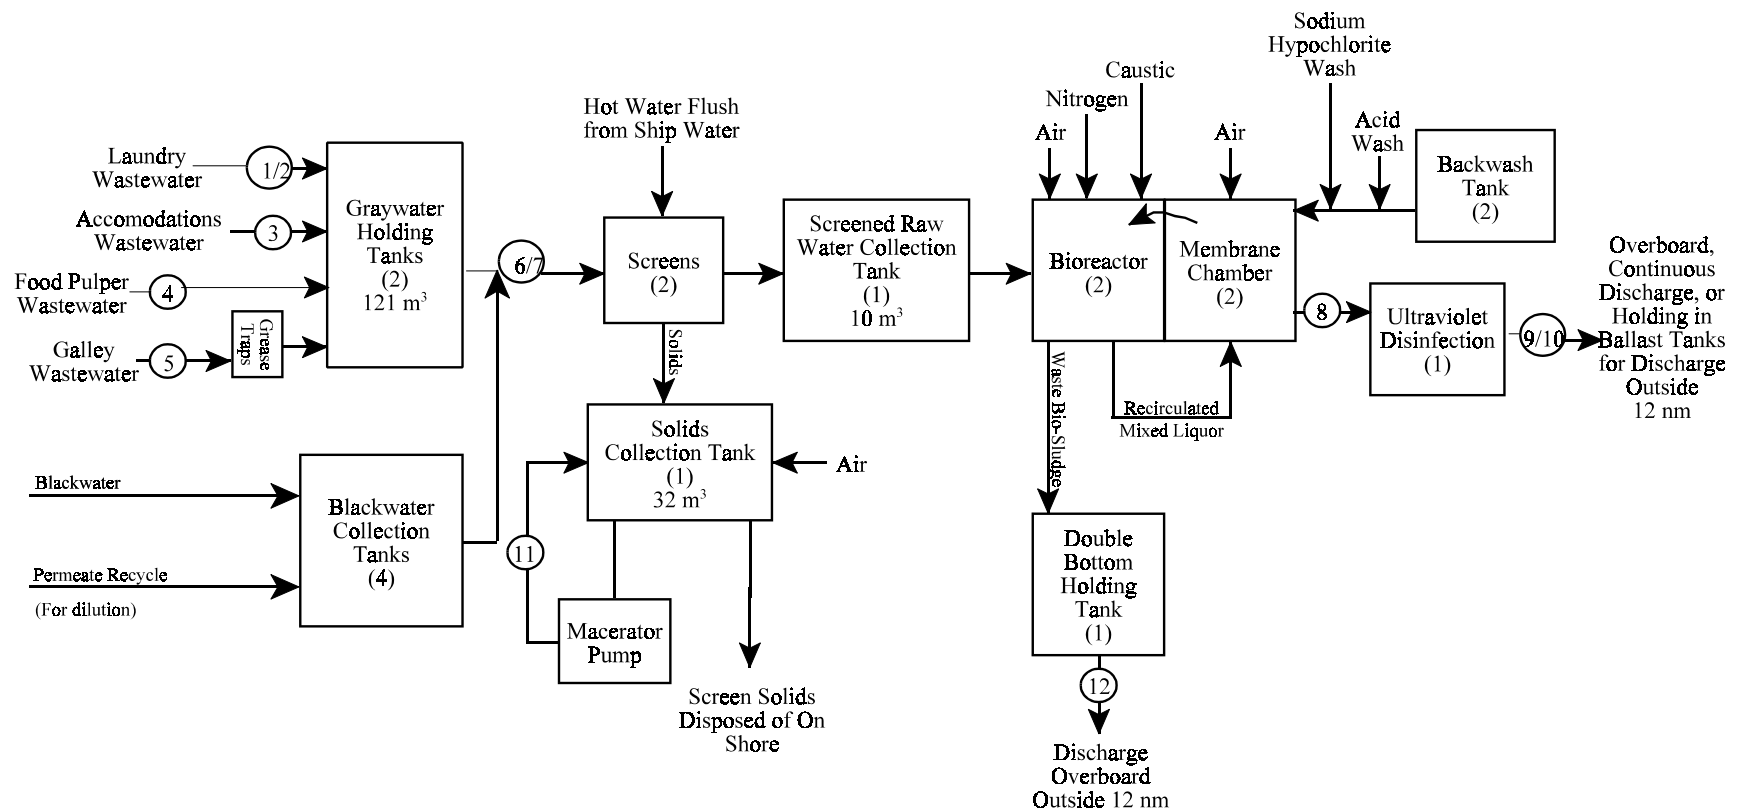 Laundry
Wastewater
1/2
Accomodations
Wastewater
3
Food Pulper
Wastewater
4
Galley
Wastewater
5
Grease
Traps
Graywater
Holding
Tanks
(2)
121 m³
Blackwater
Permeate Recycle
(For dilution)
Blackwater
Collection
Tanks
(4)
6/7
Hot Water Flush
from Ship Water
Screens
(2)
Solids
Solids
Collection Tank
(1)
32 m³
Air
11
Macerator
Pump
Screen Solids
Disposed of On
Shore
Screened Raw
Water Collection
Tank
(1)
10 m³
Air
Nitrogen
Caustic
Bioreactor
(2)
Air
Membrane
Chamber
(2)
Sodium
Hypochlorite
Wash
Acid
Wash
Backwash
Tank
(2)
Recirculated
Mixed Liquor
Waste Bio-Sludge
Double
Bottom
Holding
Tank
(1)
12
Discharge
Overboard
Outside 12 nm
8
Ultraviolet
Disinfection
(1)
9/10
Overboard,
Continuous
Discharge, or
Holding in
Ballast Tanks
for Discharge
Outside
12 nm